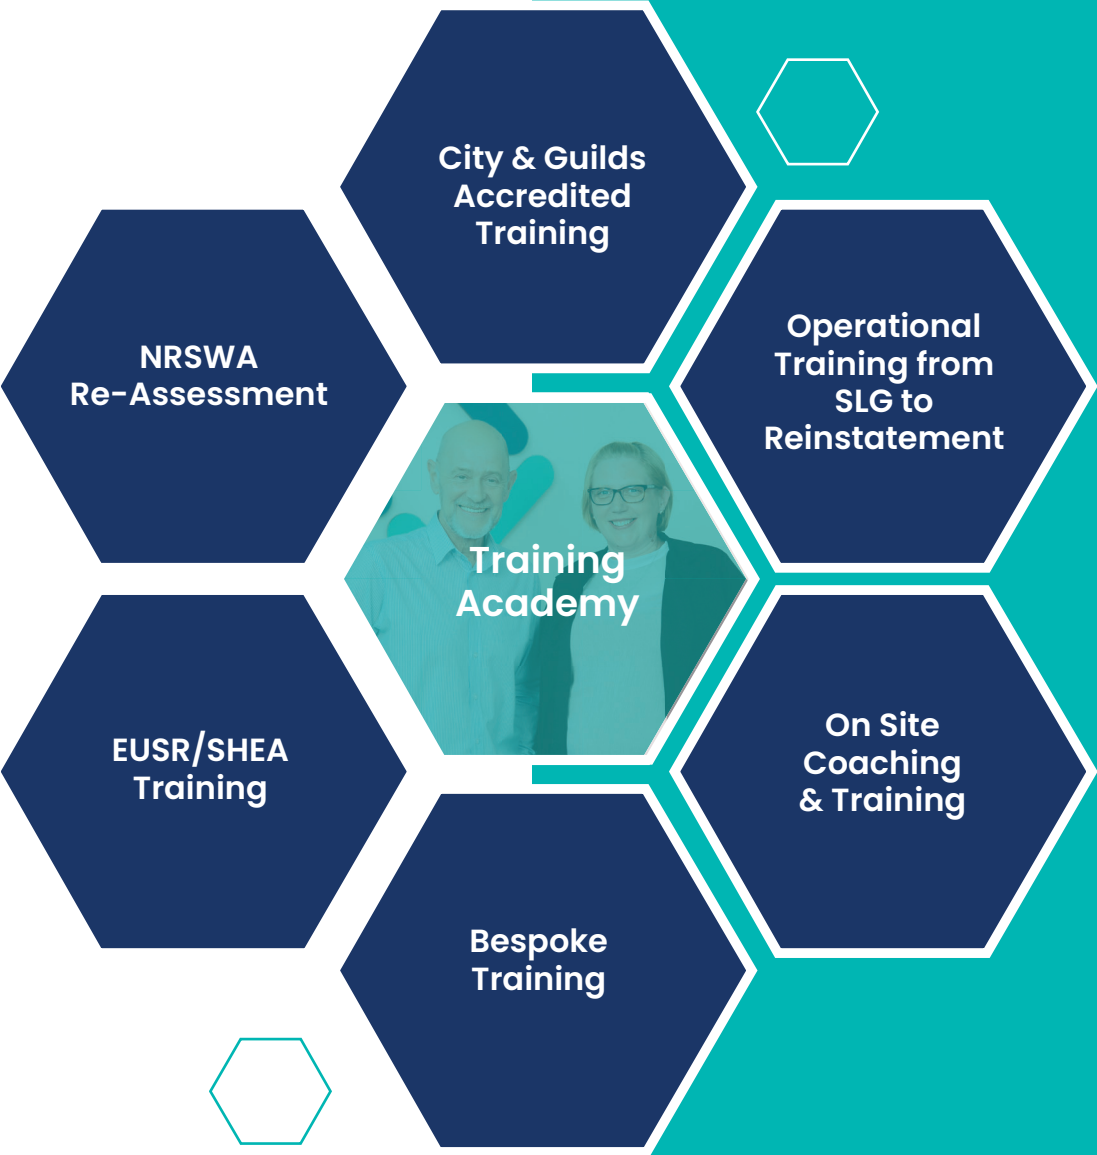 City & Guilds
Accredited
Training
NRSWA
Re-Assessment
Operational
Training from
SLG to
Reinstatement
Training
Academy
EUSR/SHEA
Training
On Site
Coaching
& Training
Bespoke
Training